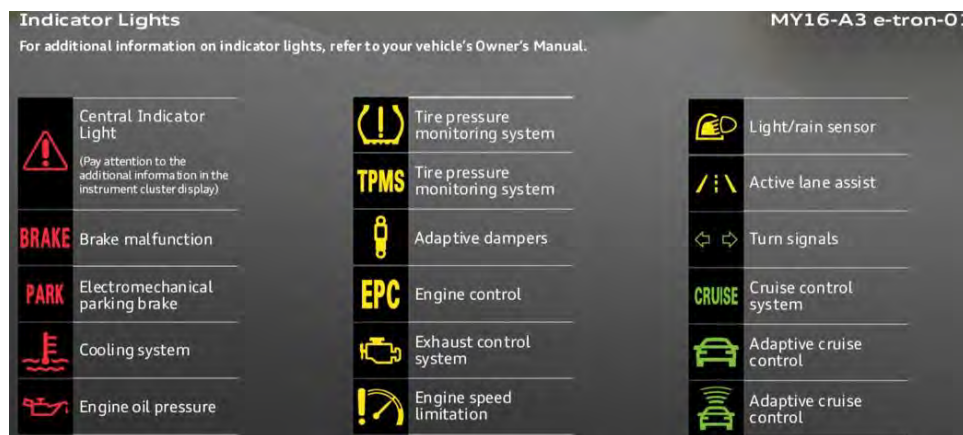 Indicator Lights
MY16-A3 e-tron-01
For additional information on indicator lights, refer to your vehicle's Owner's Manual.
Central Indicator
Light
(Pay attention to the
additional information in the
instrument cluster display)
BRAKE Brake malfunction
PARK Electromechanical
parking brake
Cooling system
Engine oil pressure
Tire pressure
monitoring system
TPMS Tire pressure
monitoring system
Adaptive dampers
EPC Engine control
Exhaust control
system
Engine speed
limitation
Light/rain sensor
Active lane assist
Turn signals
CRUISE Cruise control
system
Adaptive cruise
control
Adaptive cruise
control